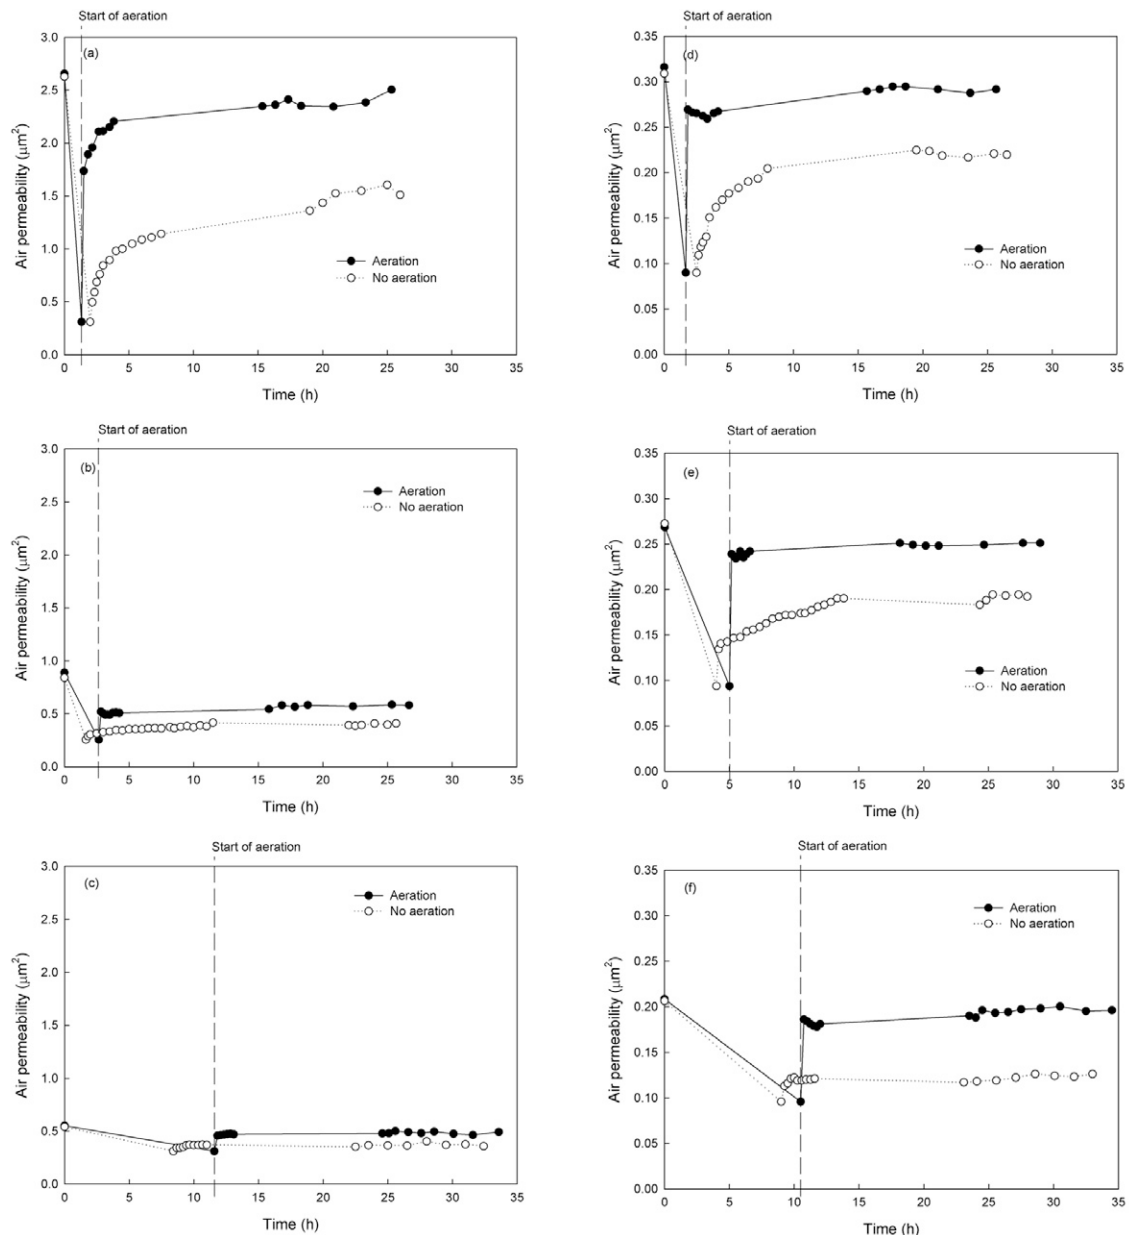 Start of aeration
(a)
3.0
2.5
2.0
1.5
1.0
0.5
0.0
Air permeability (μm²)
Aeration
No aeration
0 5 10 15 20 25 30 35
Time (h)
Start of aeration
(d)
0.35
0.30
0.25
0.20
0.15
0.10
0.05
0.00
Air permeability (μm²)
Aeration
No aeration
0 5 10 15 20 25 30 35
Time (h)
Start of aeration
(b)
3.0
2.5
2.0
1.5
1.0
0.5
0.0
Air permeability (μm²)
Aeration
No aeration
0 5 10 15 20 25 30 35
Time (h)
Start of aeration
(e)
0.35
0.30
0.25
0.20
0.15
0.10
0.05
0.00
Air permeability (μm²)
Aeration
No aeration
0 5 10 15 20 25 30 35
Time (h)
Start of aeration
(c)
3.0
2.5
2.0
1.5
1.0
0.5
0.0
Air permeability (μm²)
Aeration
No aeration
0 5 10 15 20 25 30 35
Time (h)
Start of aeration
(f)
0.35
0.30
0.25
0.20
0.15
0.10
0.05
0.00
Air permeability (μm²)
Aeration
No aeration
0 5 10 15 20 25 30 35
Time (h)